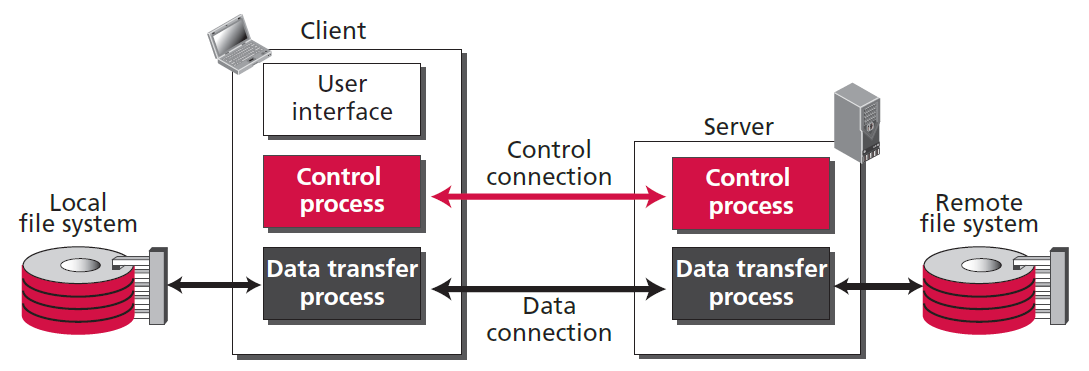 Client
User
interface
Control
process
Data transfer
process
Local
file system
Control
connection
Data
connection
Server
Control
process
Data transfer
process
Remote
file system